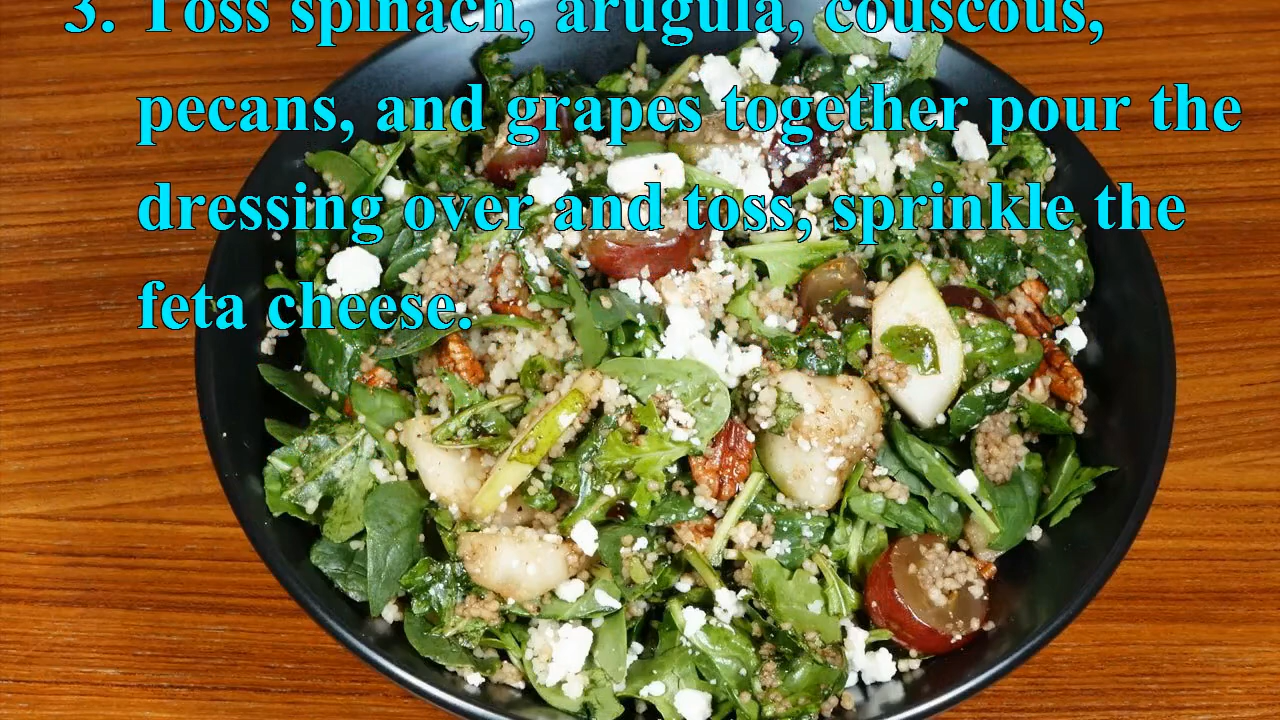 3. Toss spinach, arugula, couscous,
pecans, and grapes together pour the
dressing over and toss, sprinkle the
feta cheese.